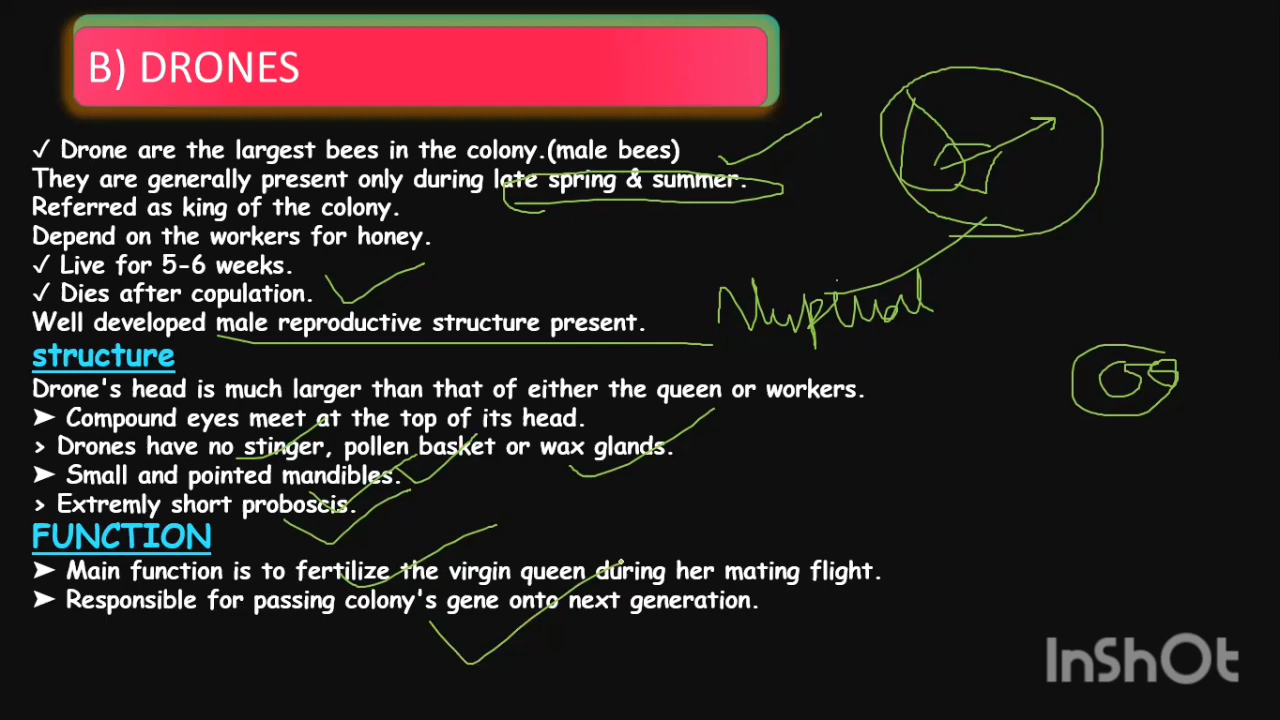 B) DRONES
✓ Drone are the largest bees in the colony.(male bees)
They are generally present only during late spring & summer.
Referred as king of the colony.
Depend on the workers for honey.
✓ Live for 5-6 weeks.
✓ Dies after copulation.
Well developed male reproductive structure present.
Nuptual
structure
Drone's head is much larger than that of either the queen or workers.
➤ Compound eyes meet at the top of its head.
> Drones have no stinger, pollen basket or wax glands.
➤ Small and pointed mandibles.
> Extremly short proboscis.
FUNCTION
➤ Main function is to fertilize the virgin queen during her mating flight.
➤ Responsible for passing colony's gene onto next generation.
InShOt